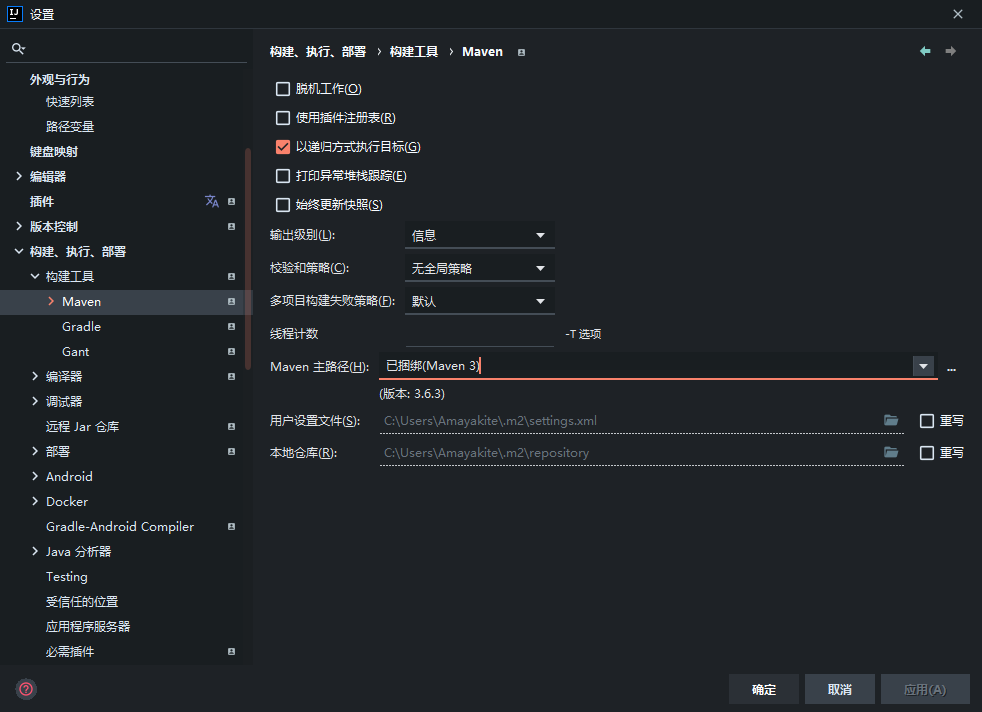 设置
外观与行为
快速列表
路径变量
键盘映射
编辑器
插件
版本控制
构建、执行、部署
构建工具
Maven
Gradle
Gant
编译器
调试器
远程 Jar 仓库
部署
Android
Docker
Gradle-Android Compiler
Java 分析器
Testing
受信任的位置
应用程序服务器
必需插件
构建、执行、部署 › 构建工具 › Maven
脱机工作(O)
使用插件注册表(R)
以递归方式执行目标(G)
打印异常堆栈跟踪(E)
始终更新快照(S)
输出级别(L): 信息
校验和策略(C): 无全局策略
多项目构建失败策略(F): 默认
线程计数 -T 选项
Maven 主路径(H): 已捆绑(Maven 3) ...
(版本: 3.6.3)
用户设置文件(S): C:\Users\Amayakite\.m2\settings.xml 重写
本地仓库(R): C:\Users\Amayakite\.m2\repository 重写
确定 取消 应用(A)